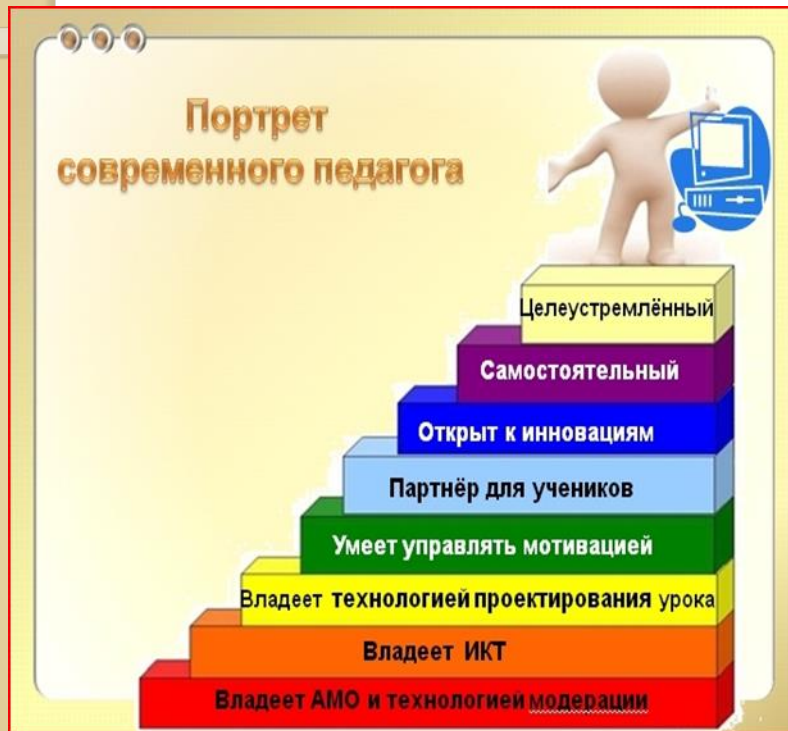 Портрет
современного педагога
Целеустремлённый
Самостоятельный
Открыт к инновациям
Партнёр для учеников
Умеет управлять мотивацией
Владеет технологией проектирования урока
Владеет ИКТ
Владеет АМО и технологией модерации